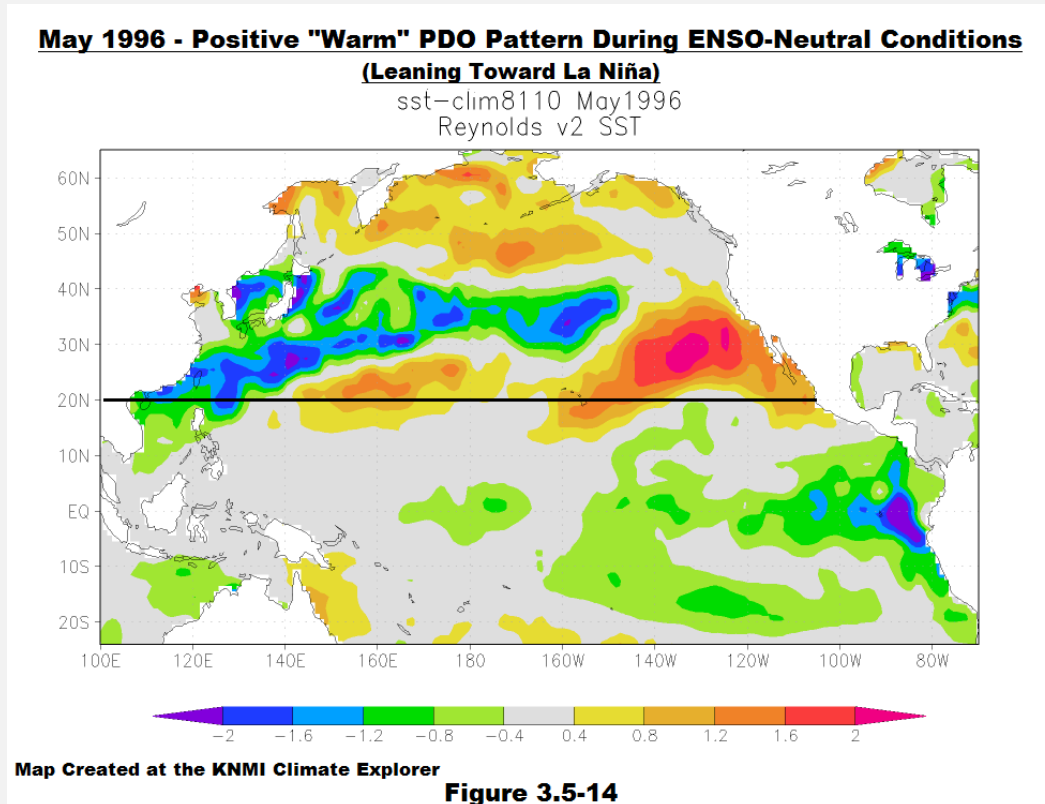 May 1996 - Positive "Warm" PDO Pattern During ENSO-Neutral Conditions
(Leaning Toward La Niña)
sst-clim8110 May1996
Reynolds v2 SST
60N
50N
40N
30N
20N
10N
EQ
10S
20S
100E 120E 140E 160E 180 160W 140W 120W 100W 80W
-2 -1.6 -1.2 -0.8 -0.4 0.4 0.8 1.2 1.6 2
Map Created at the KNMI Climate Explorer
Figure 3.5-14